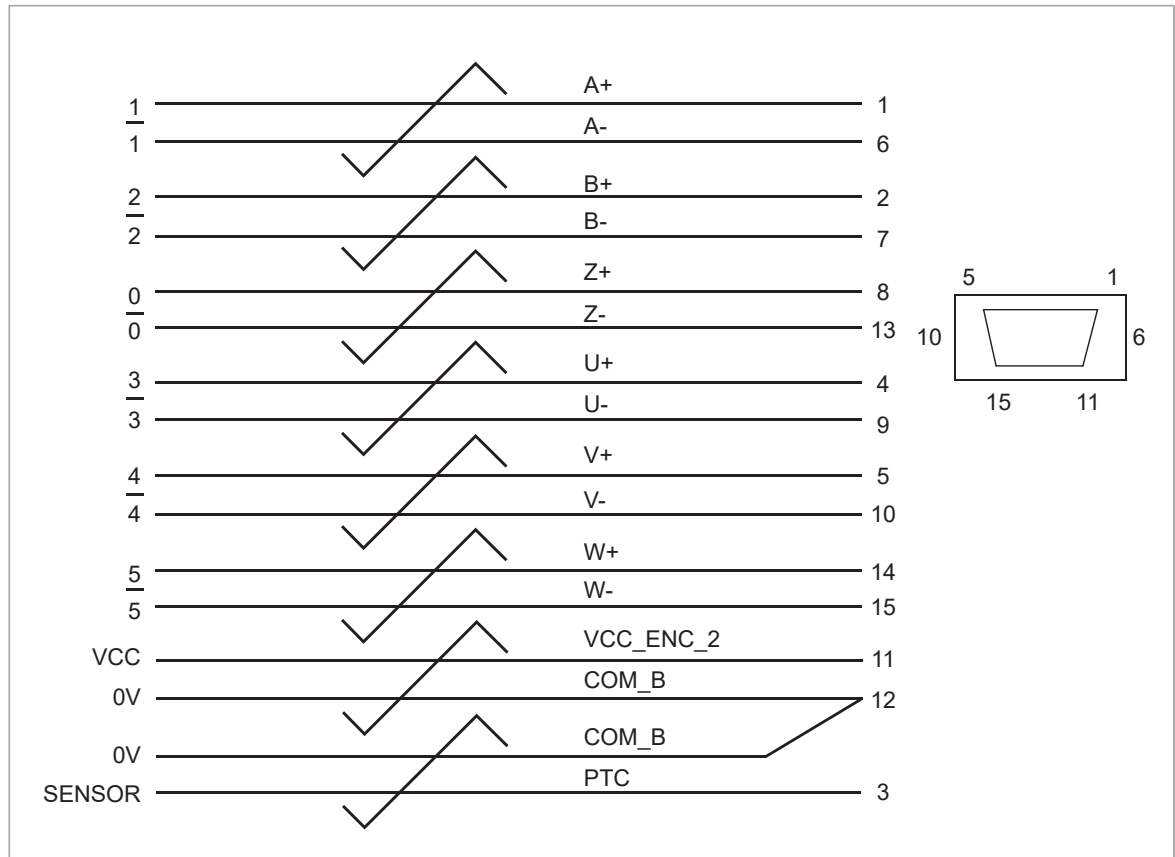 1 A+ 1
1̅ A- 6
2 B+ 2
2̅ B- 7
0 Z+ 8
0̅ Z- 13
3 U+ 4
3̅ U- 9
4 V+ 5
4̅ V- 10
5 W+ 14
5̅ W- 15
VCC VCC_ENC_2 11
0V COM_B 12
0V COM_B
SENSOR PTC 3
5 1
10 6
15 11